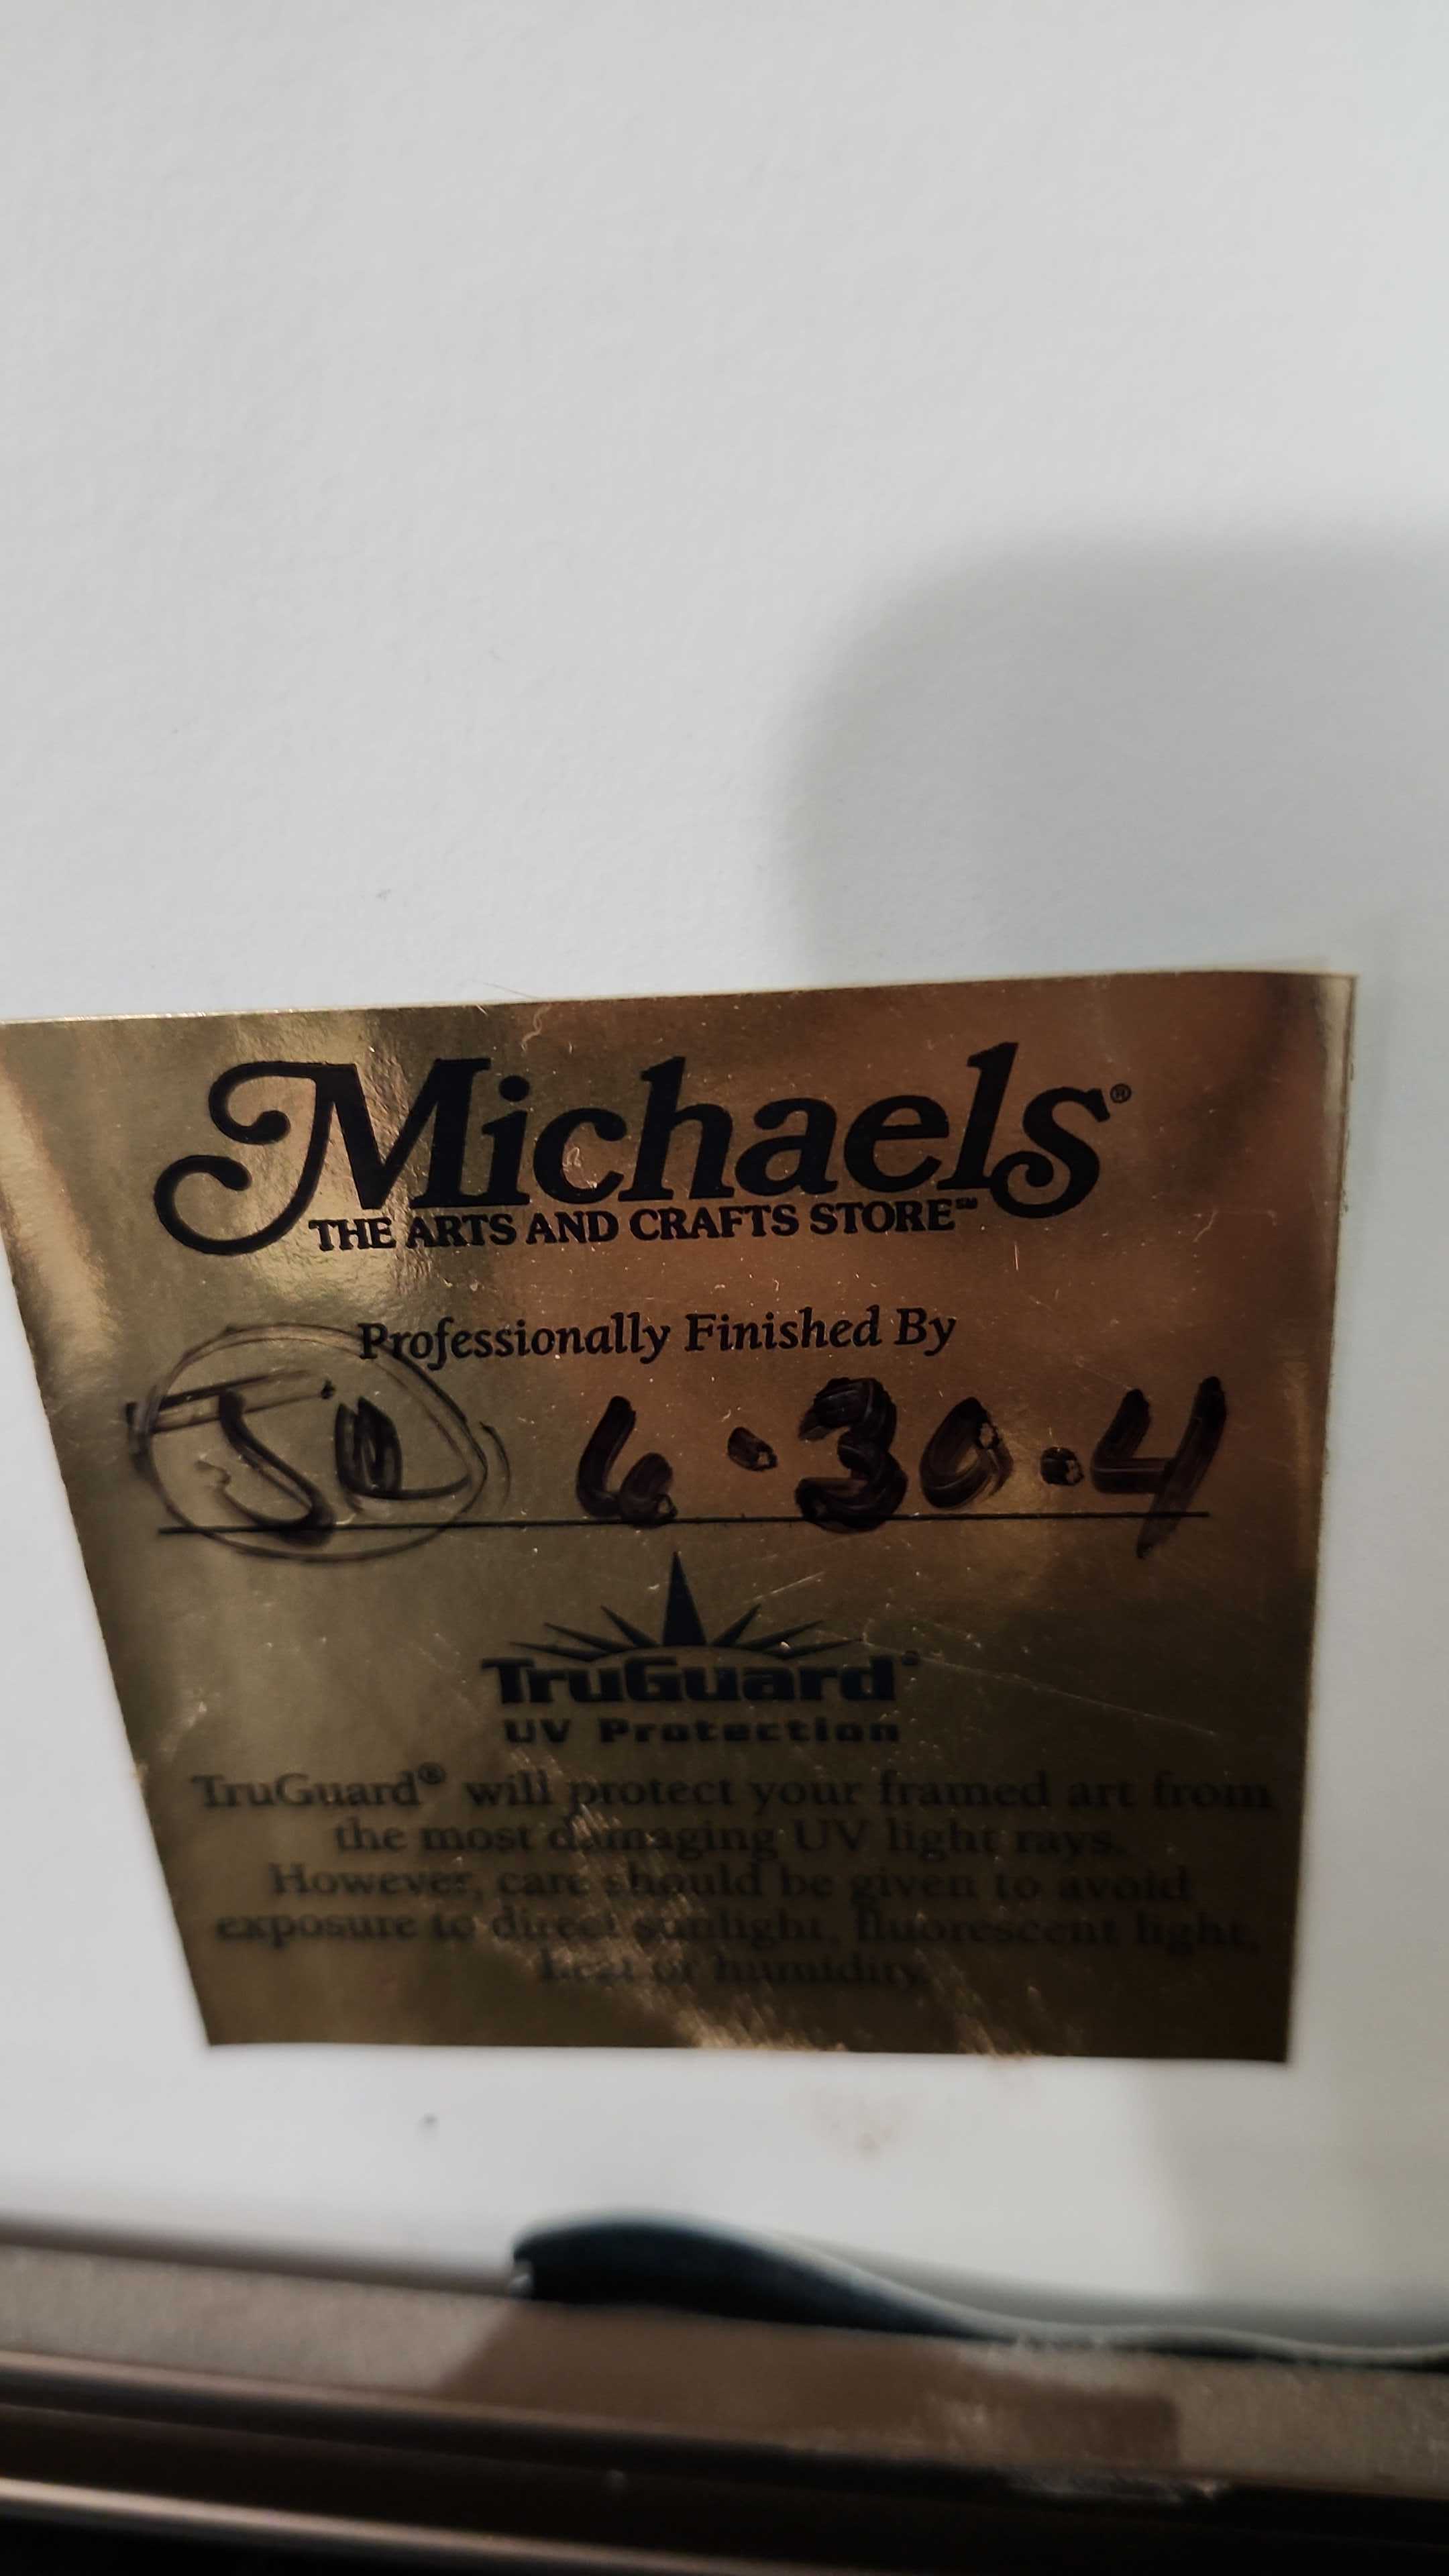 Michaels®
THE ARTS AND CRAFTS STORE℠
Professionally Finished By
6.30.4
TruGuard®
UV Protection
TruGuard® will protect your framed art from
the most damaging UV light rays.
However, care should be given to avoid
exposure to direct sunlight, fluorescent light,
heat or humidity.